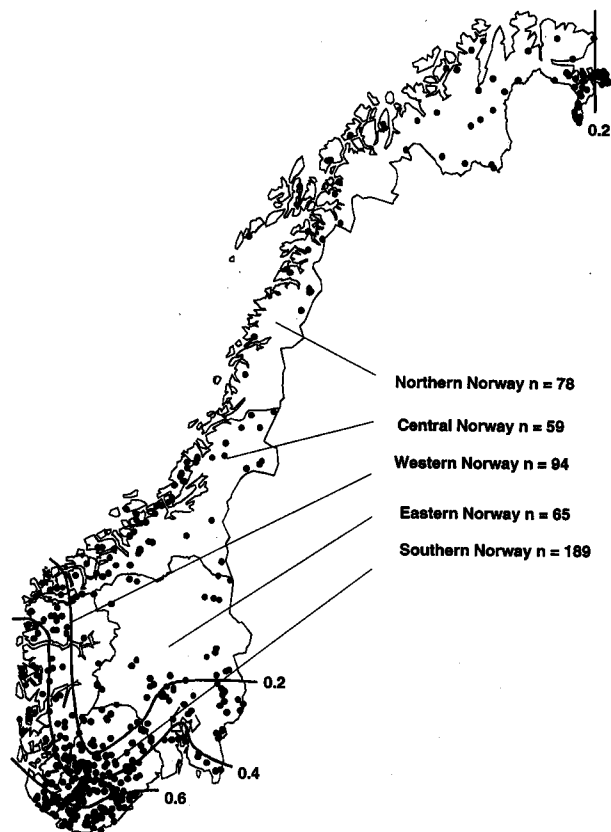 0.2
Northern Norway n = 78
Central Norway n = 59
Western Norway n = 94
Eastern Norway n = 65
Southern Norway n = 189
0.2
0.4
0.6